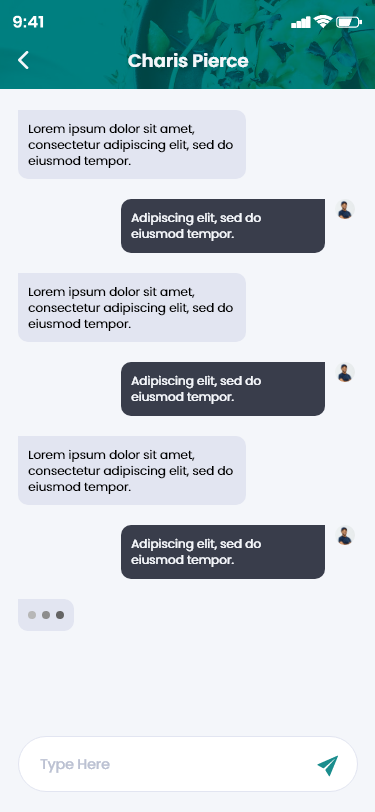 9:41
Charis Pierce
Lorem ipsum dolor sit amet,
consectetur adipiscing elit, sed do
eiusmod tempor.
Adipiscing elit, sed do
eiusmod tempor.
Lorem ipsum dolor sit amet,
consectetur adipiscing elit, sed do
eiusmod tempor.
Adipiscing elit, sed do
eiusmod tempor.
Lorem ipsum dolor sit amet,
consectetur adipiscing elit, sed do
eiusmod tempor.
Adipiscing elit, sed do
eiusmod tempor.
Type Here